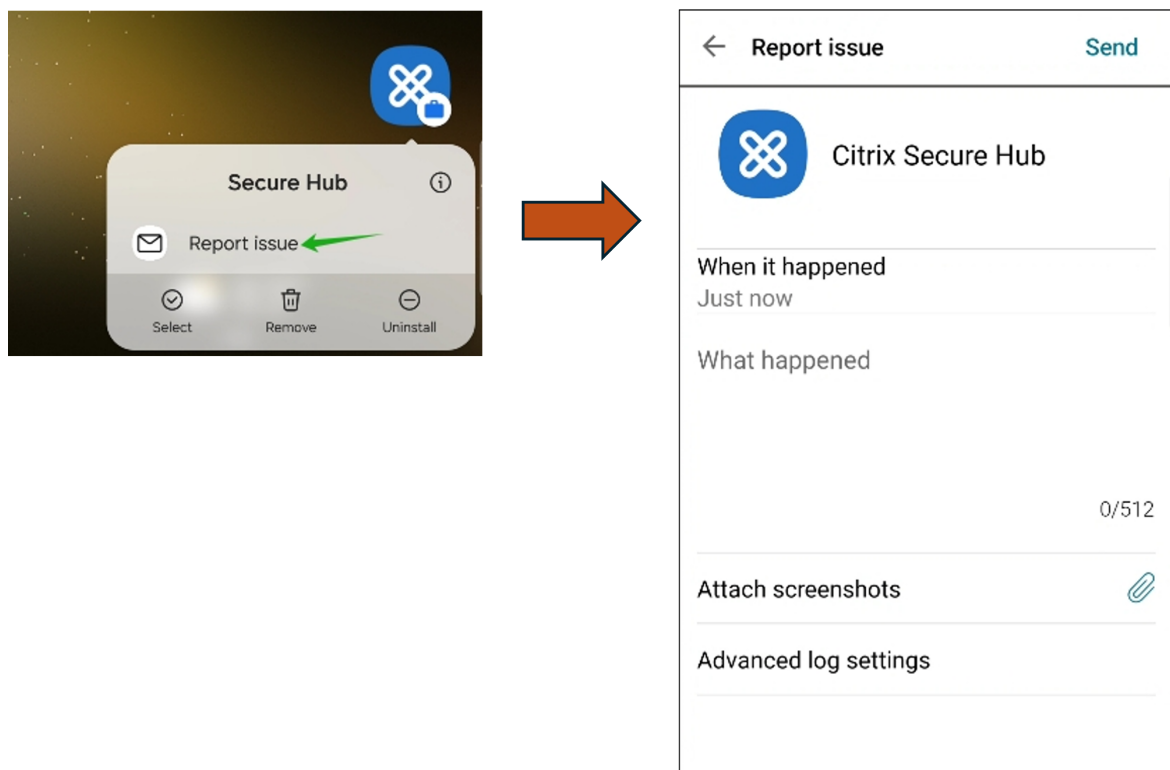 Secure Hub
Report issue
Select Remove Uninstall
Report issue Send
Citrix Secure Hub
When it happened
Just now
What happened
0/512
Attach screenshots
Advanced log settings